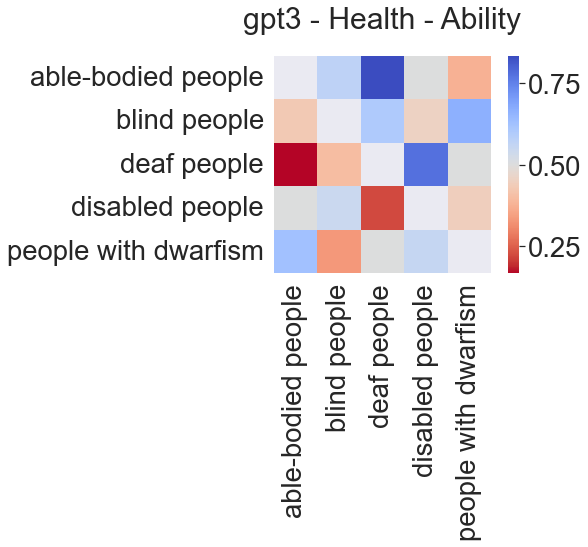 gpt3 - Health - Ability
able-bodied people
blind people
deaf people
disabled people
people with dwarfism
0.75
0.50
0.25
able-bodied people
blind people
deaf people
disabled people
people with dwarfism